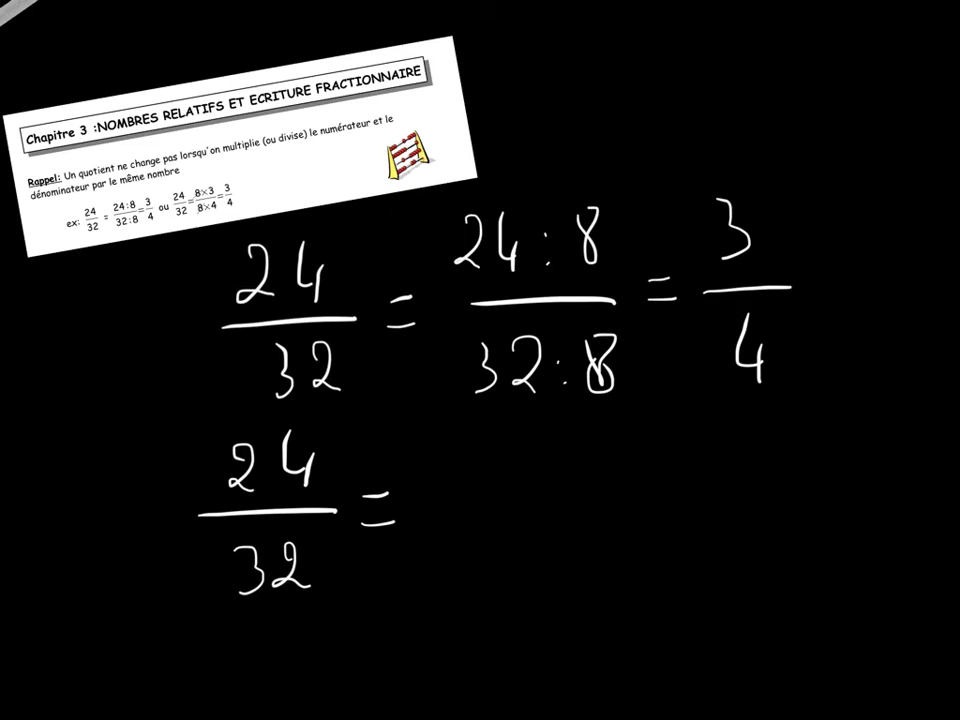 Chapitre 3 :NOMBRES RELATIFS ET ECRITURE FRACTIONNAIRE
Rappel: Un quotient ne change pas lorsqu'on multiplie (ou divise) le numérateur et le
dénominateur par le même nombre
ex: 24/32 = 24:8/32:8 = 3/4 ou 24/32 = 8×3/8×4 = 3/4
24/32 = 24:8/32:8 = 3/4
24/32 =